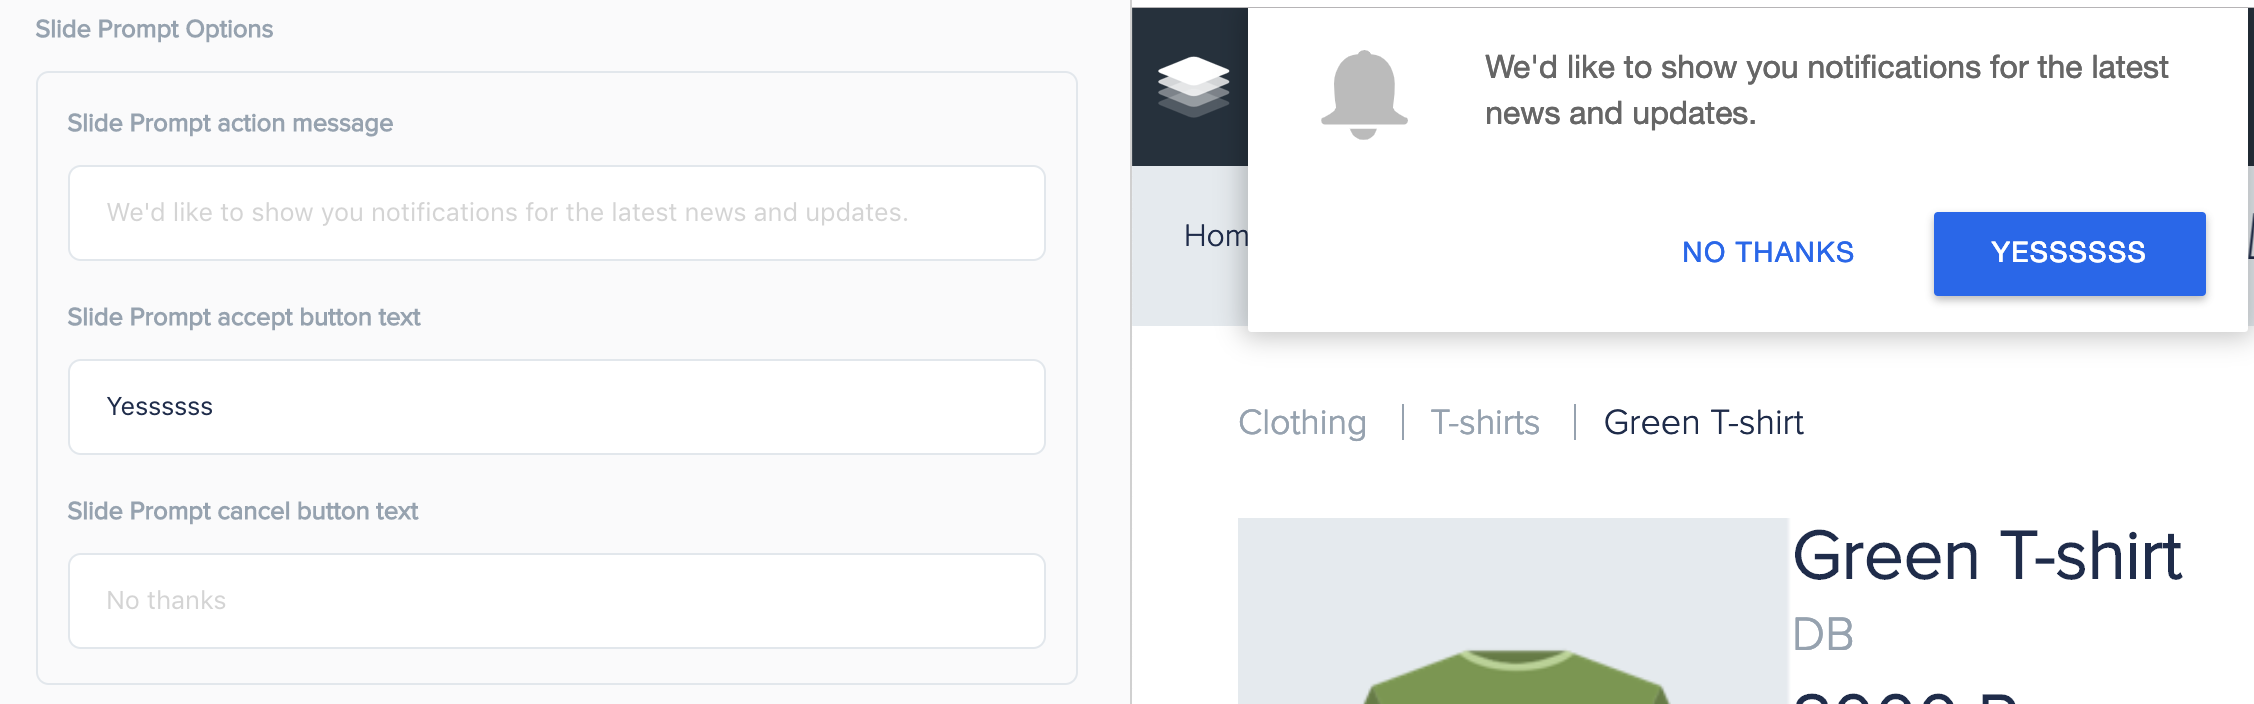 Slide Prompt Options
Slide Prompt action message
We'd like to show you notifications for the latest news and updates.
Slide Prompt accept button text
Yessssss
Slide Prompt cancel button text
No thanks
We'd like to show you notifications for the latest
news and updates.
NO THANKS
YESSSSSS
Hom
Clothing
T-shirts
Green T-shirt
Green T-shirt
DB